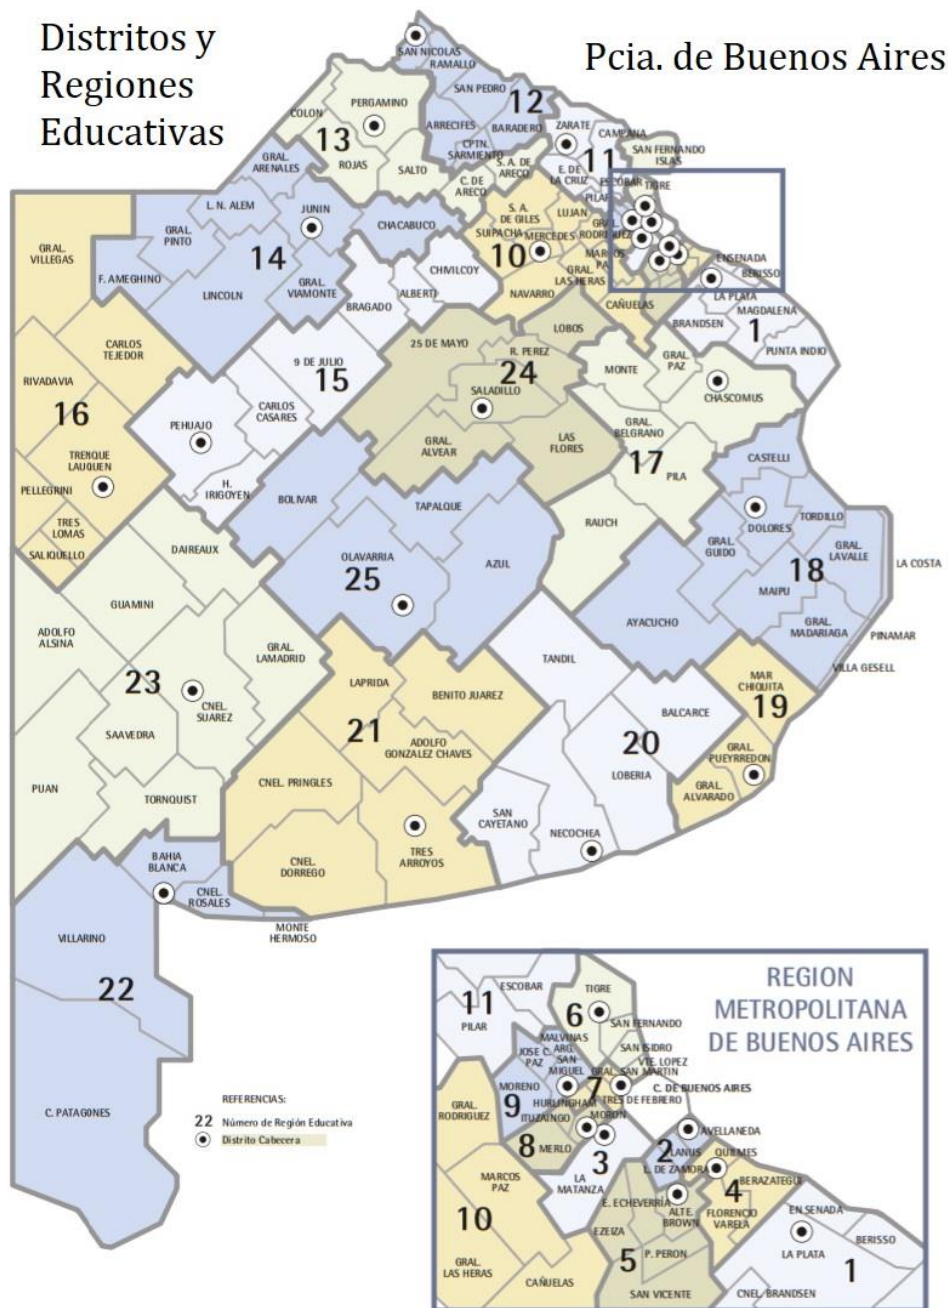 Distritos y
Regiones
Educativas
Pcia. de Buenos Aires
SAN NICOLAS
RAMALLO
SAN PEDRO
12
ARRECIFES
BARADERO
CPTN.
SARMIENTO
COLON
PERGAMINO
13
ROJAS
SALTO
S. A. DE
ARECO
C. DE
ARECO
ZARATE
CAMPANA
11
E. DE
LA CRUZ
SAN FERNANDO
ISLAS
ESCOBAR
TIGRE
PILAR
GRAL.
ARENALES
L. N. ALEM
JUNIN
CHACABUCO
GRAL.
PINTO
14
F. AMEGHINO
LINCOLN
GRAL.
VIAMONTE
GRAL.
VILLEGAS
S. A.
DE GILES
LUJAN
SUIPACHA
MERCEDES
GRAL.
RODRIGUEZ
10
MARCOS
PAZ
GRAL.
LAS HERAS
NAVARRO
CAÑUELAS
ENSENADA
BERISSO
LA PLATA
MAGDALENA
BRANDSEN
1
PUNTA INDIO
CHMILCOY
ALBERTI
BRAGADO
9 DE JULIO
15
CARLOS
CASARES
PEHUAJO
H.
IRIGOYEN
CARLOS
TEJEDOR
RIVADAVIA
16
TRENQUE
LAUQUEN
PELLEGRINI
TRES
LOMAS
SALIQUELLO
25 DE MAYO
LOBOS
R. PEREZ
24
SALADILLO
GRAL.
ALVEAR
LAS
FLORES
MONTE
GRAL.
PAZ
CHASCOMUS
GRAL.
BELGRANO
17
PILA
RAUCH
CASTELLI
DOLORES
TORDILLO
GRAL.
GUIDO
GRAL.
LAVALLE
LA COSTA
18
MAIPU
AYACUCHO
GRAL.
MADARIAGA
PINAMAR
VILLA GESELL
BOLIVAR
TAPALQUE
OLAVARRIA
AZUL
25
DAIREAUX
GUAMINI
ADOLFO
ALSINA
GRAL.
LAMADRID
23
CNEL.
SUAREZ
SAAVEDRA
PUAN
TORNQUIST
LAPRIDA
BENITO JUAREZ
21
ADOLFO
GONZALEZ CHAVES
CNEL. PRINGLES
CNEL.
DORREGO
TRES
ARROYOS
TANDIL
BALCARCE
20
LOBERIA
SAN
CAYETANO
NECOCHEA
MAR
CHIQUITA
19
GRAL.
PUEYRREDON
GRAL.
ALVARADO
BAHIA
BLANCA
CNEL.
ROSALES
MONTE
HERMOSO
VILLARINO
22
C. PATAGONES
REFERENCIAS:
22 Número de Región Educativa
Distrito Cabecera
REGION
METROPOLITANA
DE BUENOS AIRES
ESCOBAR
11
PILAR
TIGRE
6
SAN FERNANDO
SAN ISIDRO
VTE. LOPEZ
MALVINAS
ARG.
JOSE C.
PAZ
SAN
MIGUEL
GRAL.
SAN MARTIN
7
MORENO
9
HURLINGHAM
TRES DE FEBRERO
C. DE BUENOS AIRES
ITUZAINGO
MORON
GRAL.
RODRIGUEZ
8
MERLO
3
LA
MATANZA
AVELLANEDA
2
LANUS
L. DE ZAMORA
QUILMES
4
BERAZATEGUI
FLORENCIO
VARELA
MARCOS
PAZ
10
GRAL.
LAS HERAS
CAÑUELAS
E. ECHEVERRÍA
ALTE.
BROWN
EZEIZA
5
P. PERON
SAN VICENTE
ENSENADA
BERISSO
LA PLATA
1
CNEL. BRANDSEN